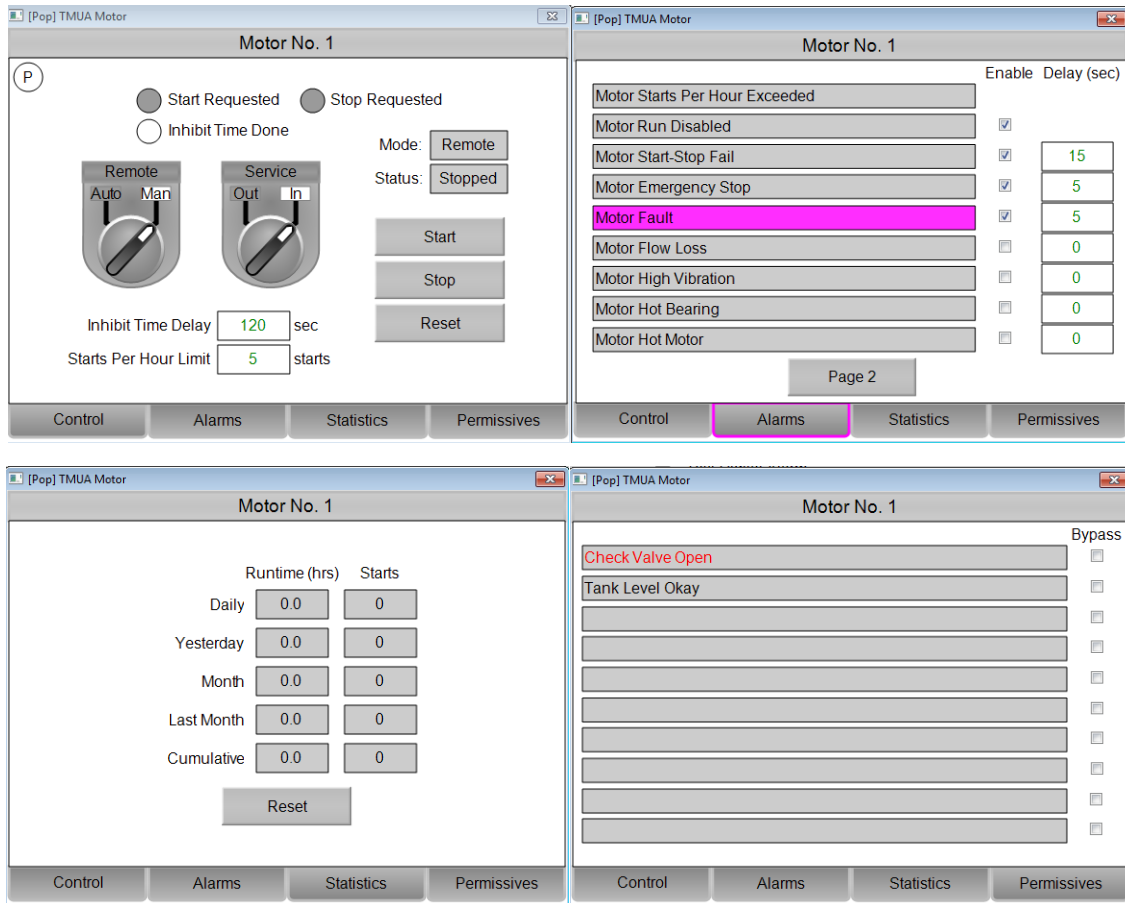 [Pop] TMUA Motor
Motor No. 1
P
Start Requested Stop Requested
Inhibit Time Done
Mode: Remote
Status: Stopped
Remote Service
Auto Man Out In
Start
Stop
Reset
Inhibit Time Delay 120 sec
Starts Per Hour Limit 5 starts
Control Alarms Statistics Permissives
[Pop] TMUA Motor
Motor No. 1
Enable Delay (sec)
Motor Starts Per Hour Exceeded
Motor Run Disabled
Motor Start-Stop Fail 15
Motor Emergency Stop 5
Motor Fault 5
Motor Flow Loss 0
Motor High Vibration 0
Motor Hot Bearing 0
Motor Hot Motor 0
Page 2
Control Alarms Statistics Permissives
[Pop] TMUA Motor
Motor No. 1
Runtime (hrs) Starts
Daily 0.0 0
Yesterday 0.0 0
Month 0.0 0
Last Month 0.0 0
Cumulative 0.0 0
Reset
Control Alarms Statistics Permissives
[Pop] TMUA Motor
Motor No. 1
Bypass
Check Valve Open
Tank Level Okay
Control Alarms Statistics Permissives